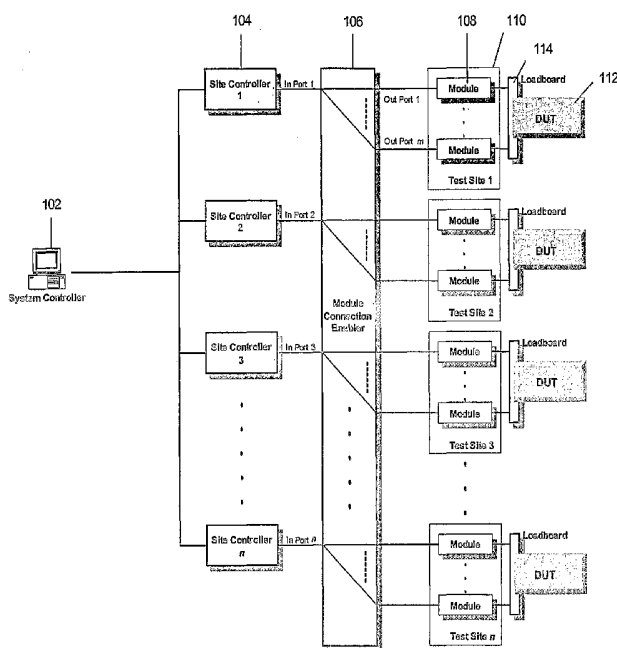 104
106
108
110
114
112
102
System Controller
Site Controller
1
In Port 1
Out Port 1
Out Port m
Module
Module
Test Site 1
Loadboard
DUT
Site Controller
2
In Port 2
Module
Module
Test Site 2
Loadboard
DUT
Module
Connection
Enabler
Site Controller
3
In Port 3
Module
Module
Test Site 3
Loadboard
DUT
Site Controller
n
In Port n
Module
Module
Test Site n
Loadboard
DUT